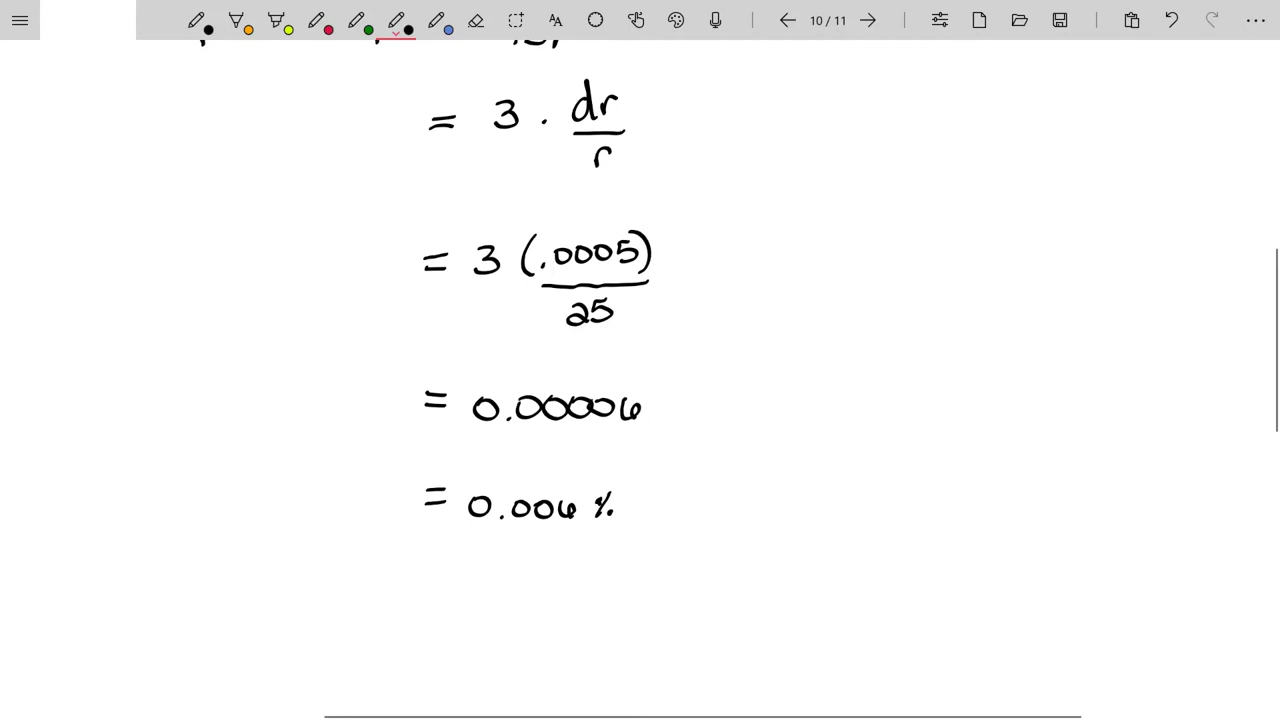 10 / 11
= 3 · dr/r
= 3 (.0005)/25
= 0.00006
= 0.006 %